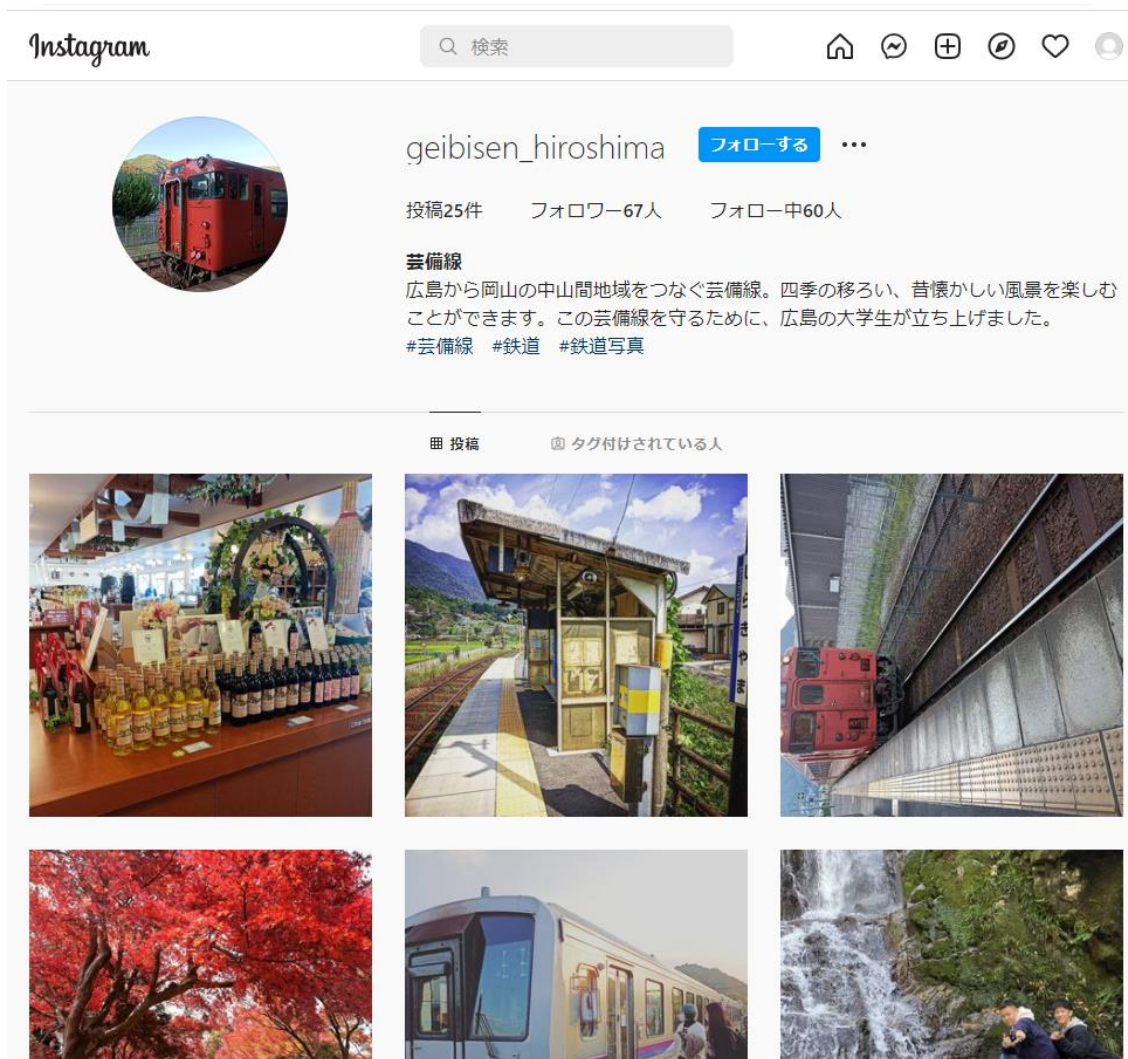 Instagram
検索
geibisen_hiroshima フォローする
投稿25件 フォロワー67人 フォロー中60人
芸備線
広島から岡山の中山間地域をつなぐ芸備線。四季の移ろい、昔懐かしい風景を楽しむ
ことができます。この芸備線を守るために、広島の大学生が立ち上げました。
#芸備線 #鉄道 #鉄道写真
投稿 タグ付けされている人